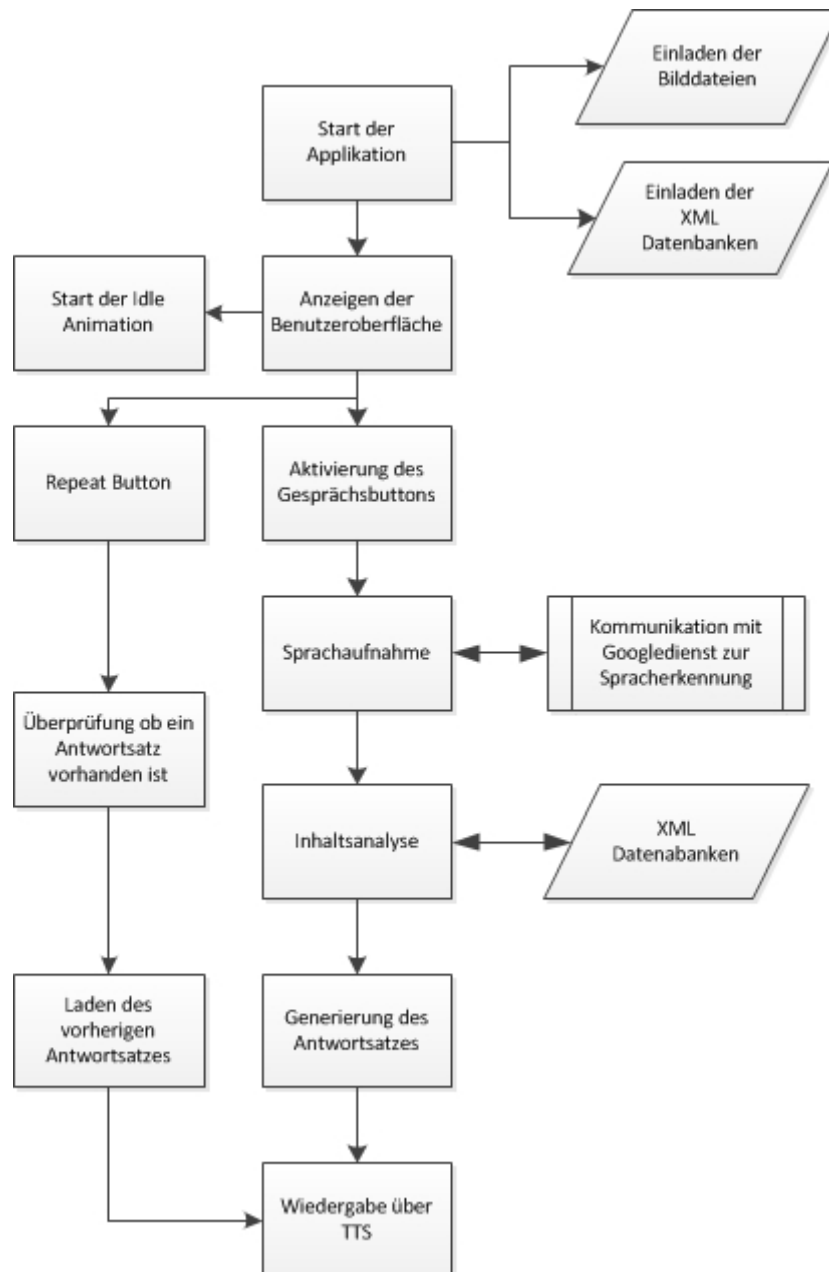 Einladen der
Bilddateien
Start der
Applikation
Einladen der
XML
Datenbanken
Start der Idle
Animation
Anzeigen der
Benutzeroberfläche
Repeat Button
Aktivierung des
Gesprächsbuttons
Sprachaufnahme
Kommunikation mit
Googledienst zur
Spracherkennung
Überprüfung ob ein
Antwortsatz
vorhanden ist
Inhaltsanalyse
XML
Datenabanken
Laden des
vorherigen
Antwortsatzes
Generierung des
Antwortsatzes
Wiedergabe über
TTS